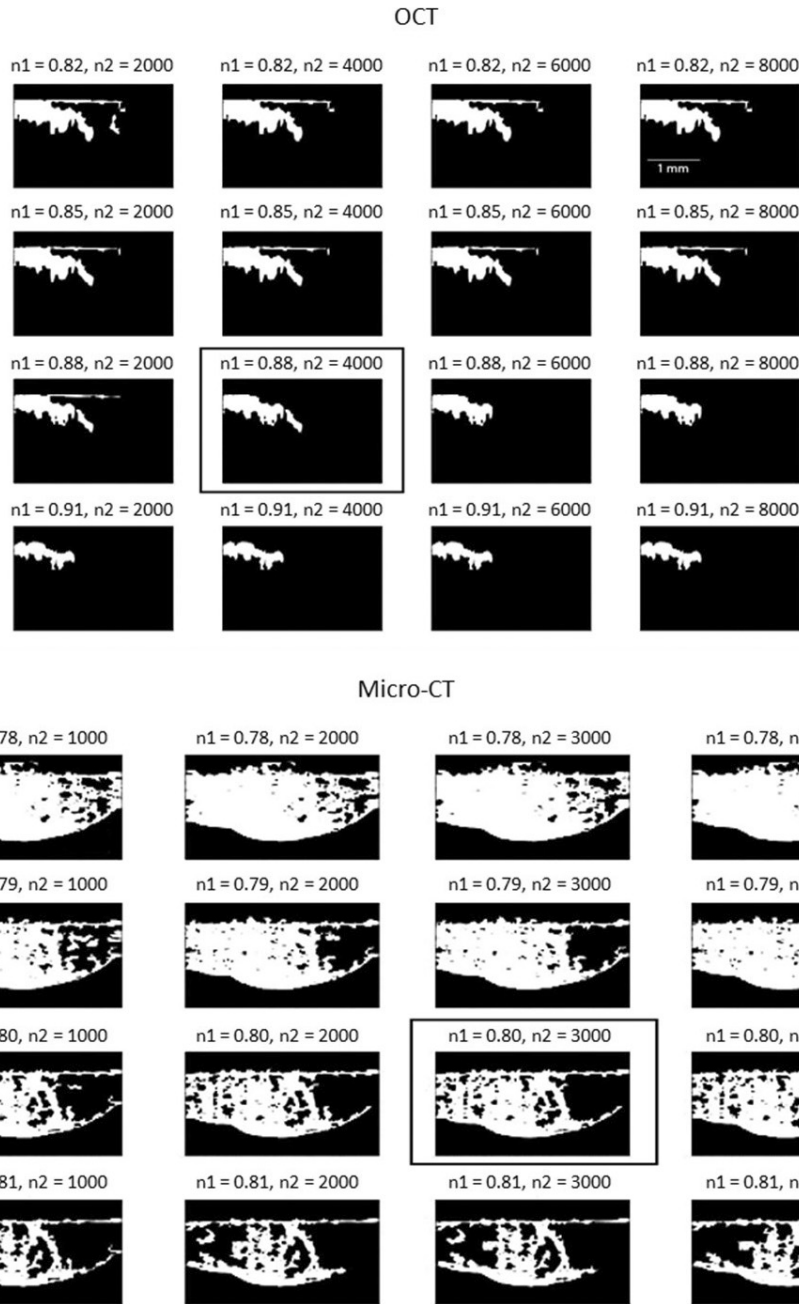 OCT
n1 = 0.82, n2 = 2000 n1 = 0.82, n2 = 4000 n1 = 0.82, n2 = 6000 n1 = 0.82, n2 = 8000
1 mm
n1 = 0.85, n2 = 2000 n1 = 0.85, n2 = 4000 n1 = 0.85, n2 = 6000 n1 = 0.85, n2 = 8000
n1 = 0.88, n2 = 2000 n1 = 0.88, n2 = 4000 n1 = 0.88, n2 = 6000 n1 = 0.88, n2 = 8000
n1 = 0.91, n2 = 2000 n1 = 0.91, n2 = 4000 n1 = 0.91, n2 = 6000 n1 = 0.91, n2 = 8000
Micro-CT
78, n2 = 1000 n1 = 0.78, n2 = 2000 n1 = 0.78, n2 = 3000 n1 = 0.78, n
79, n2 = 1000 n1 = 0.79, n2 = 2000 n1 = 0.79, n2 = 3000 n1 = 0.79, n
80, n2 = 1000 n1 = 0.80, n2 = 2000 n1 = 0.80, n2 = 3000 n1 = 0.80, n
81, n2 = 1000 n1 = 0.81, n2 = 2000 n1 = 0.81, n2 = 3000 n1 = 0.81, n